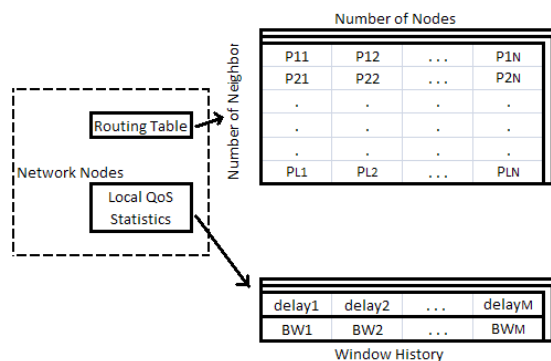 Number of Nodes
Number of Neighbor
P11 P12 ... P1N
P21 P22 ... P2N
. . . .
. . . .
. . . .
PL1 PL2 ... PLN
Routing Table
Network Nodes
Local QoS
Statistics
delay1 delay2 ... delayM
BW1 BW2 ... BWM
Window History